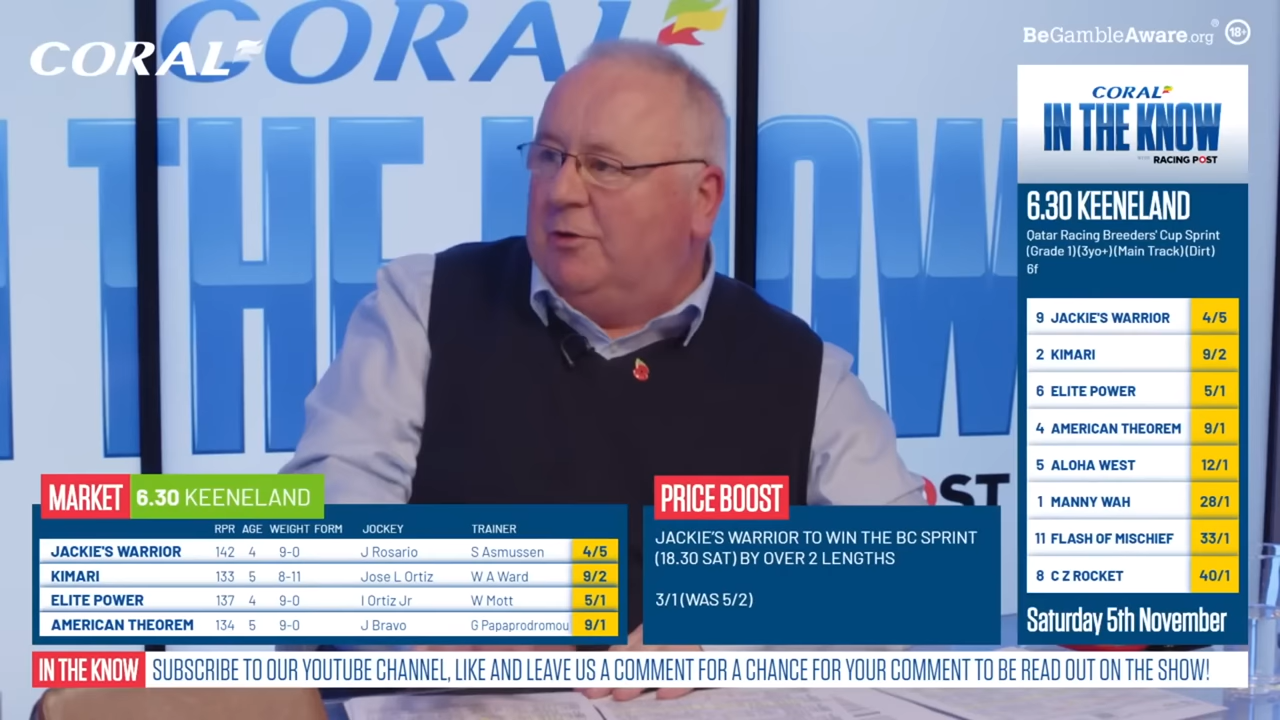 CORAL
CORAL
BeGambleAware.org® 18+
THE KNOW
CORAL
IN THE KNOW
WITH RACING POST
6.30 KEENELAND
Qatar Racing Breeders' Cup Sprint
(Grade 1)(3yo+)(Main Track)(Dirt)
6f
9 JACKIE'S WARRIOR 4/5
2 KIMARI 9/2
6 ELITE POWER 5/1
4 AMERICAN THEOREM 9/1
5 ALOHA WEST 12/1
1 MANNY WAH 28/1
11 FLASH OF MISCHIEF 33/1
8 C Z ROCKET 40/1
Saturday 5th November
MARKET 6.30 KEENELAND
RPR AGE WEIGHT FORM JOCKEY TRAINER
JACKIE'S WARRIOR 142 4 9-0 J Rosario S Asmussen 4/5
KIMARI 133 5 8-11 Jose L Ortiz W A Ward 9/2
ELITE POWER 137 4 9-0 I Ortiz Jr W Mott 5/1
AMERICAN THEOREM 134 5 9-0 J Bravo G Papaprodromou 9/1
PRICE BOOST
JACKIE'S WARRIOR TO WIN THE BC SPRINT
(18.30 SAT) BY OVER 2 LENGTHS
3/1 (WAS 5/2)
IN THE KNOW SUBSCRIBE TO OUR YOUTUBE CHANNEL, LIKE AND LEAVE US A COMMENT FOR A CHANCE FOR YOUR COMMENT TO BE READ OUT ON THE SHOW!